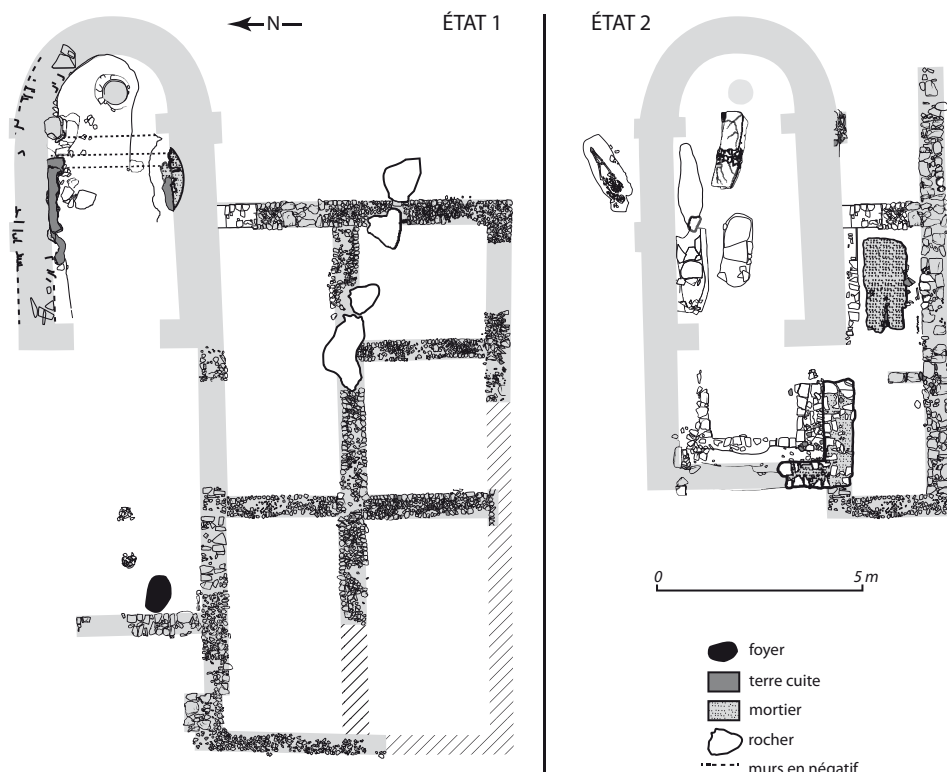 N
ÉTAT 1
ÉTAT 2
0 5 m
foyer
terre cuite
mortier
rocher
murs en négatif